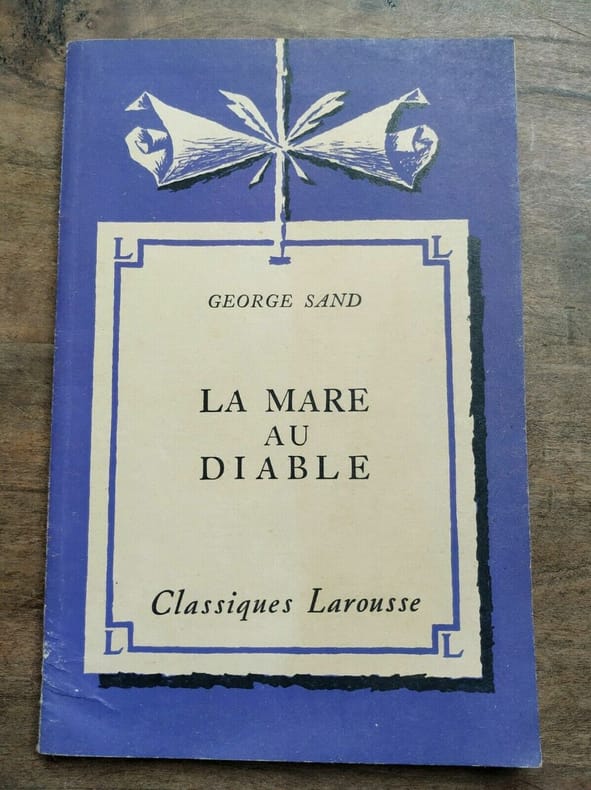 L L
GEORGE SAND
LA MARE
AU
DIABLE
Classiques Larousse
L L